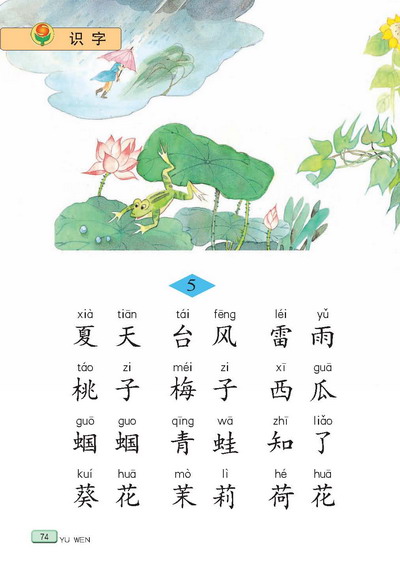 识字
5
xià tiān tái fēng léi yǔ
夏天 台风 雷雨
táo zi méi zi xī guā
桃子 梅子 西瓜
guō guo qīng wā zhī liǎo
蝈蝈 青蛙 知了
kuí huā mò lì hé huā
葵花 茉莉 荷花
74 YU WEN